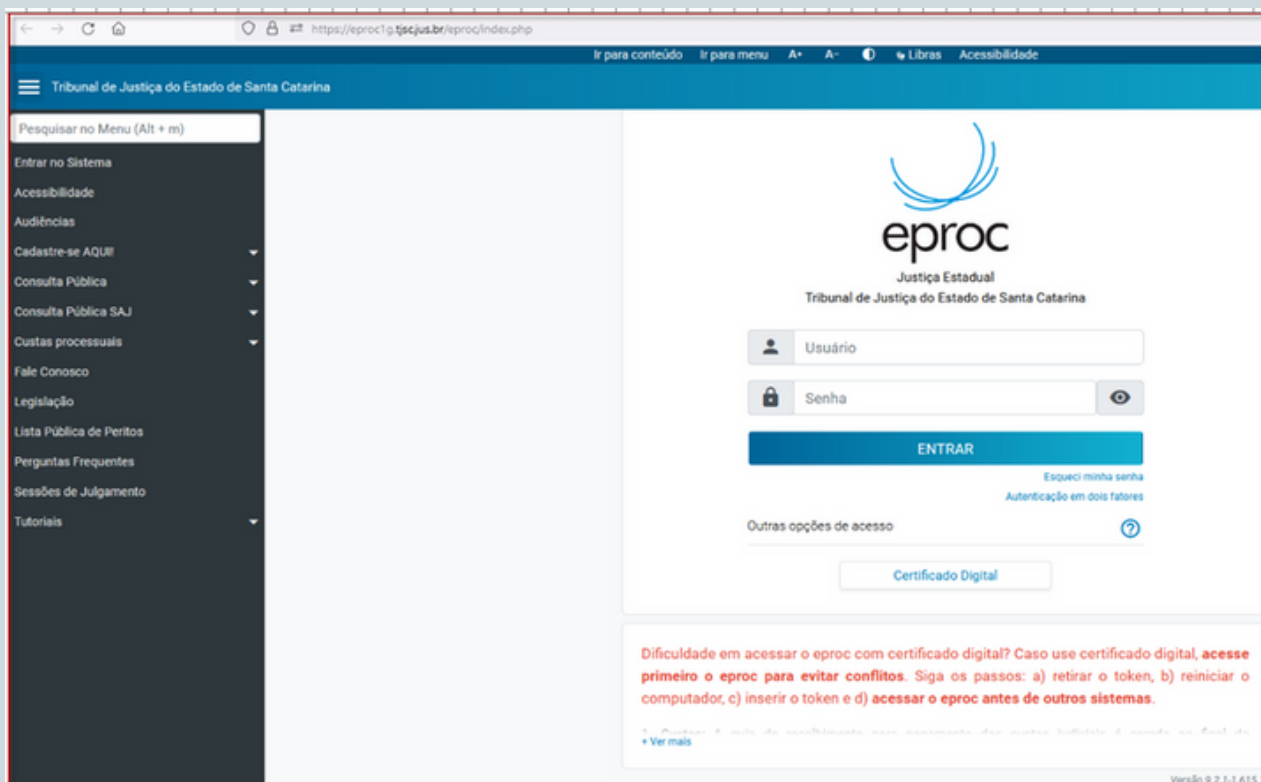 https://eproc1g.tjsc.jus.br/eproc/index.php
Ir para conteúdo Ir para menu A+ A- Libras Acessibilidade
Tribunal de Justiça do Estado de Santa Catarina
Pesquisar no Menu (Alt + m)
Entrar no Sistema
Acessibilidade
Audiências
Cadastre-se AQUI!
Consulta Pública
Consulta Pública SAJ
Custas processuais
Fale Conosco
Legislação
Lista Pública de Peritos
Perguntas Frequentes
Sessões de Julgamento
Tutoriais
eproc
Justiça Estadual
Tribunal de Justiça do Estado de Santa Catarina
Usuário
Senha
ENTRAR
Esqueci minha senha
Autenticação em dois fatores
Outras opções de acesso
Certificado Digital
Dificuldade em acessar o eproc com certificado digital? Caso use certificado digital, acesse
primeiro o eproc para evitar conflitos. Siga os passos: a) retirar o token, b) reiniciar o
computador, c) inserir o token e d) acessar o eproc antes de outros sistemas.
+ Ver mais
Versão 9.2.1-1.615